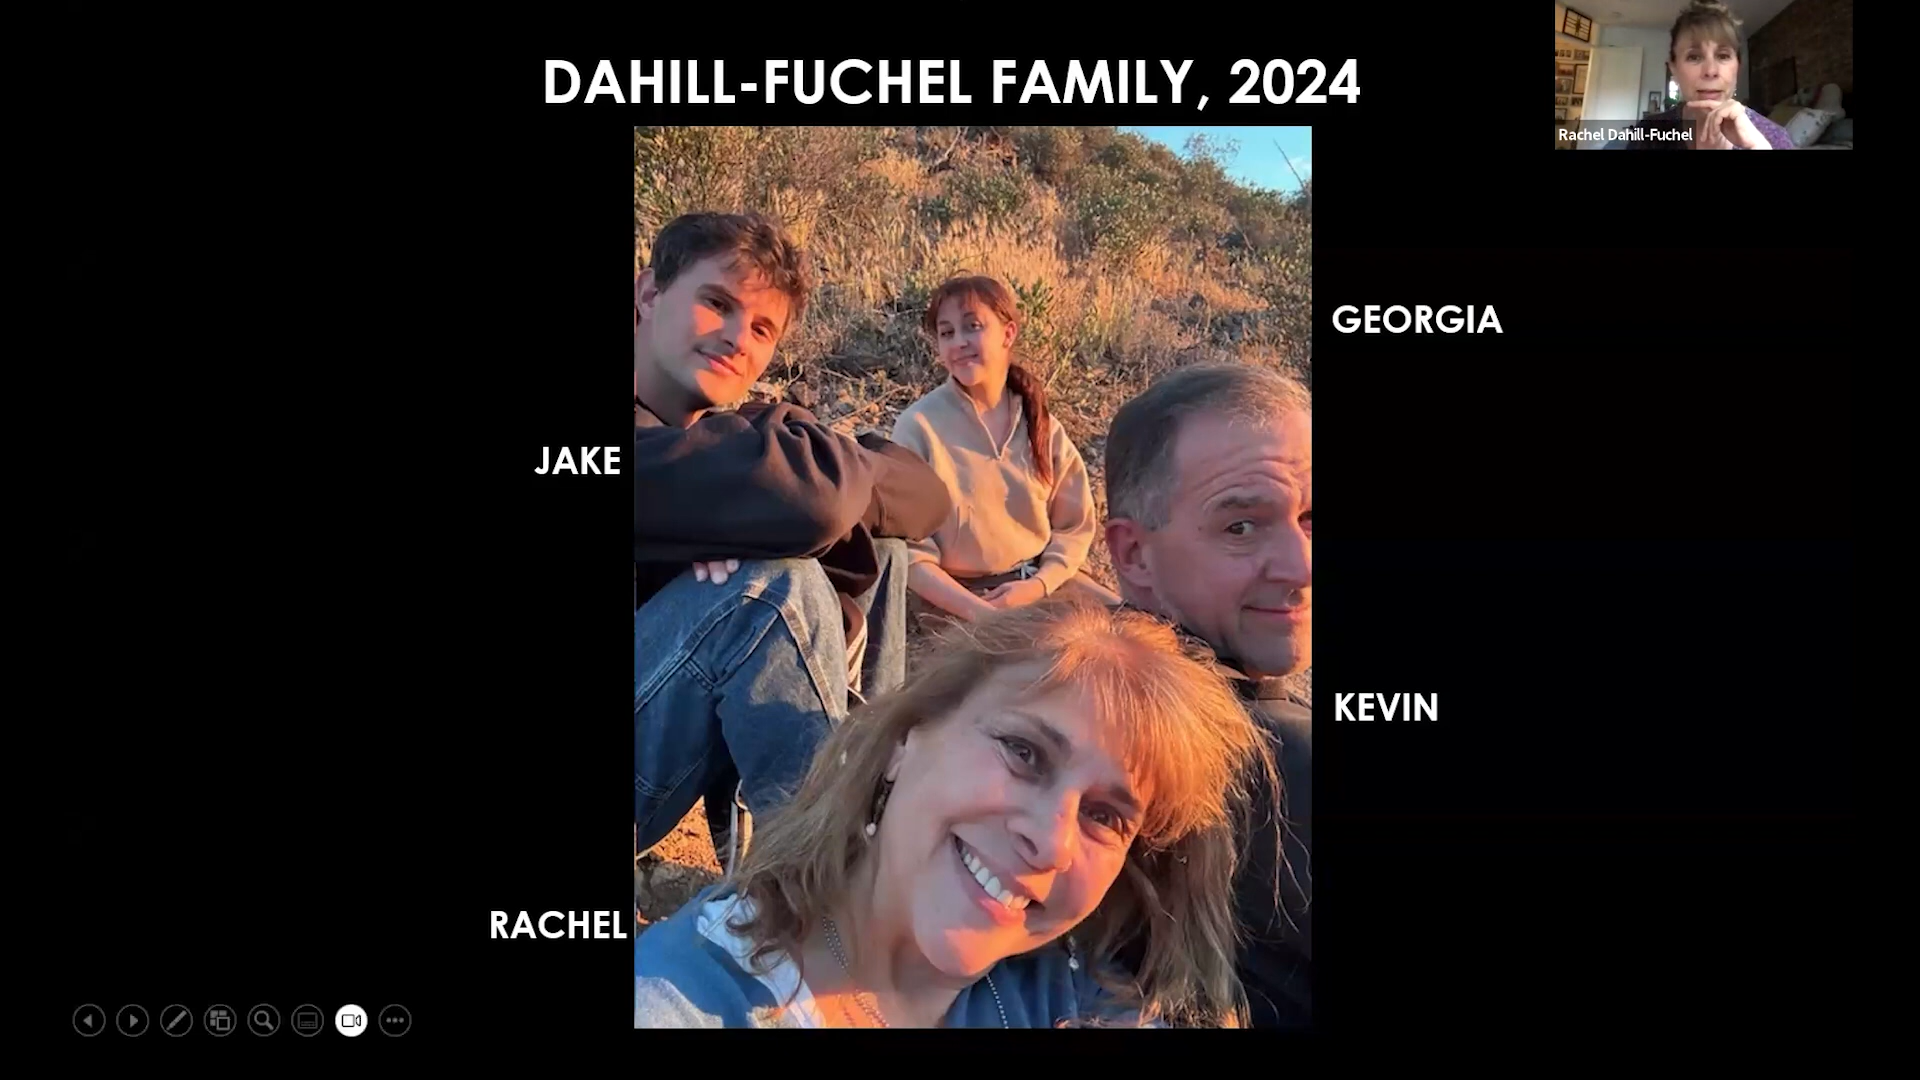 DAHILL-FUCHEL FAMILY, 2024
Rachel Dahill-Fuchel
GEORGIA
JAKE
KEVIN
RACHEL